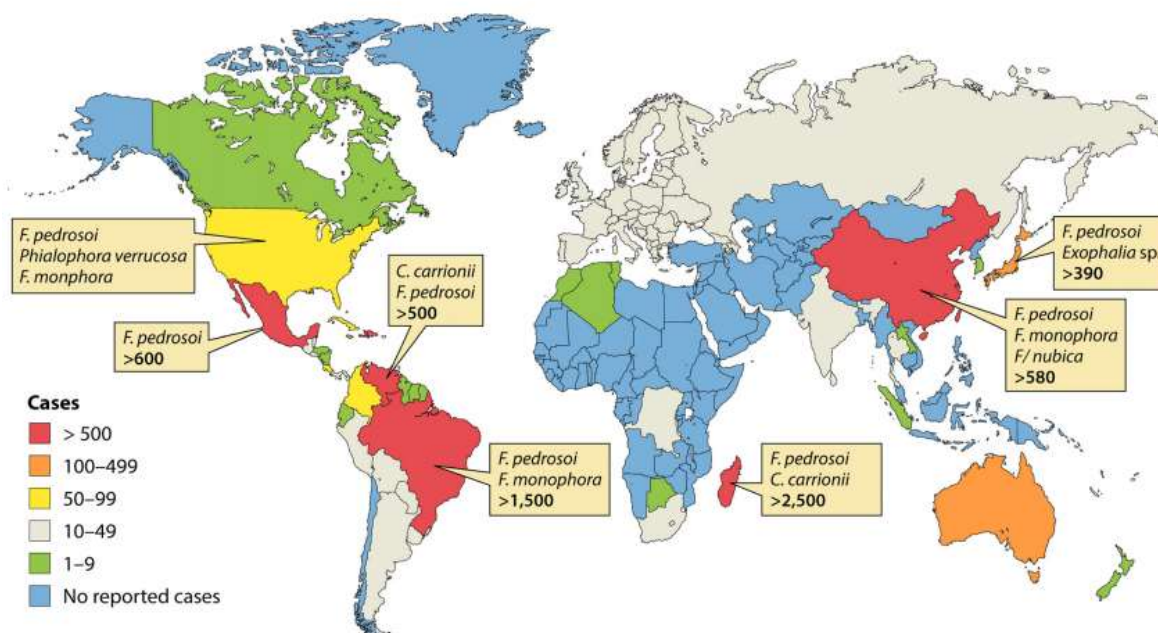 F. pedrosoi
Phialophora verrucosa
F. monphora
C. carrionii
F. pedrosoi
>500
F. pedrosoi
Exophalia sp
>390
F. pedrosoi
>600
F. pedrosoi
F. monophora
F/ nubica
>580
Cases
> 500
100–499
50–99
10–49
1–9
No reported cases
F. pedrosoi
F. monophora
>1,500
F. pedrosoi
C. carrionii
>2,500